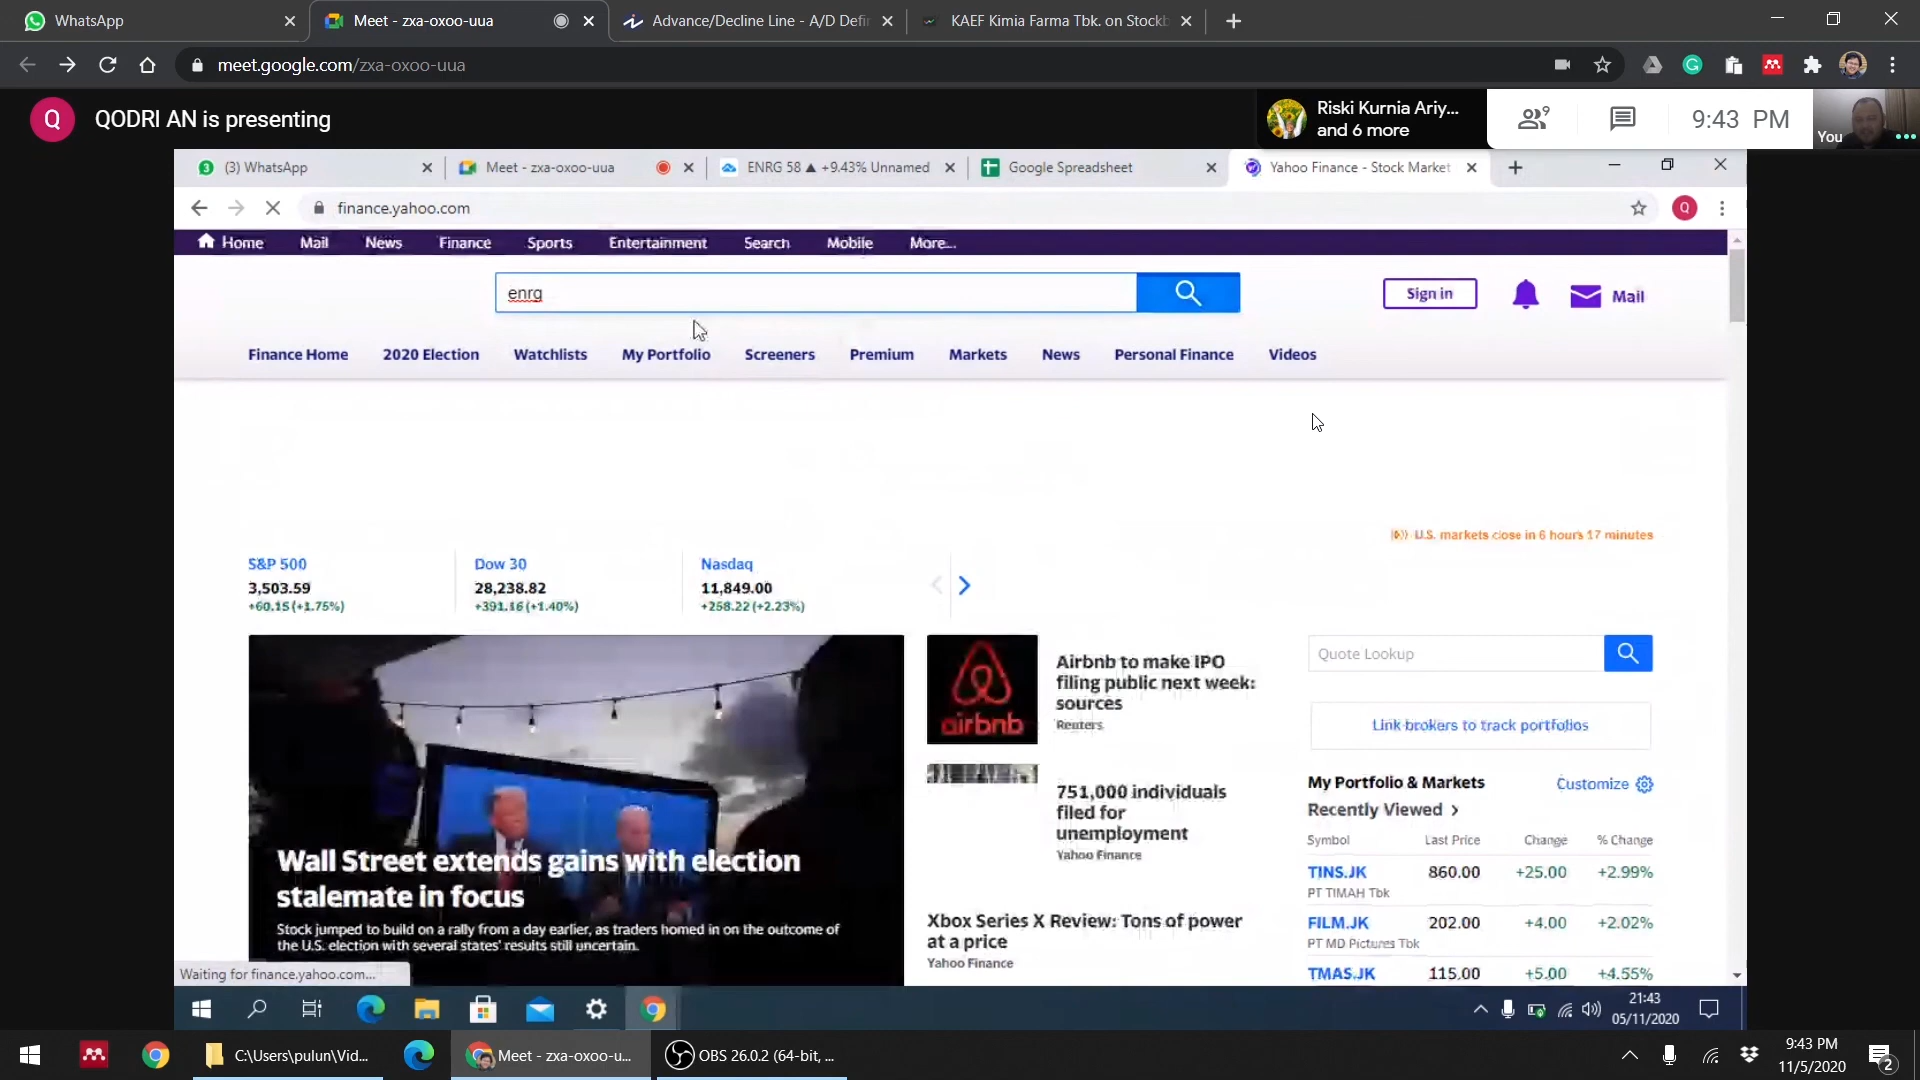 WhatsApp
Meet - zxa-oxoo-uua
Advance/Decline Line - A/D Defi
KAEF Kimia Farma Tbk. on Stockb
meet.google.com/zxa-oxoo-uua
Q
QODRI AN is presenting
Riski Kurnia Ariy...
and 6 more
9
9:43 PM
You
3
(3) WhatsApp
Meet - zxa-oxoo-uua
ENRG 58 ▲ +9.43% Unnamed
Google Spreadsheet
Yahoo Finance - Stock Market
finance.yahoo.com
Q
Home
Mail
News
Finance
Sports
Entertainment
Search
Mobile
More...
enrg
Sign in
Mail
Finance Home
2020 Election
Watchlists
My Portfolio
Screeners
Premium
Markets
News
Personal Finance
Videos
U.S. markets close in 6 hours 17 minutes
S&P 500
3,503.59
+60.15 (+1.75%)
Dow 30
28,238.82
+391.16 (+1.40%)
Nasdaq
11,849.00
+258.22 (+2.23%)
Wall Street extends gains with election
stalemate in focus
Stock jumped to build on a rally from a day earlier, as traders homed in on the outcome of
the U.S. election with several states' results still uncertain.
airbnb
Airbnb to make IPO
filing public next week:
sources
Reuters
751,000 individuals
filed for
unemployment
Yahoo Finance
Xbox Series X Review: Tons of power
at a price
Yahoo Finance
Quote Lookup
Link brokers to track portfolios
My Portfolio & Markets
Customize
Recently Viewed
Symbol Last Price Change % Change
TINS.JK 860.00 +25.00 +2.99%
PT TIMAH Tbk
FILM.JK 202.00 +4.00 +2.02%
PT MD Pictures Tbk
TMAS.JK 115.00 +5.00 +4.55%
Waiting for finance.yahoo.com...
21:43
05/11/2020
C:\Users\pulun\Vid...
Meet - zxa-oxoo-u...
OBS 26.0.2 (64-bit, ...
9:43 PM
11/5/2020
2